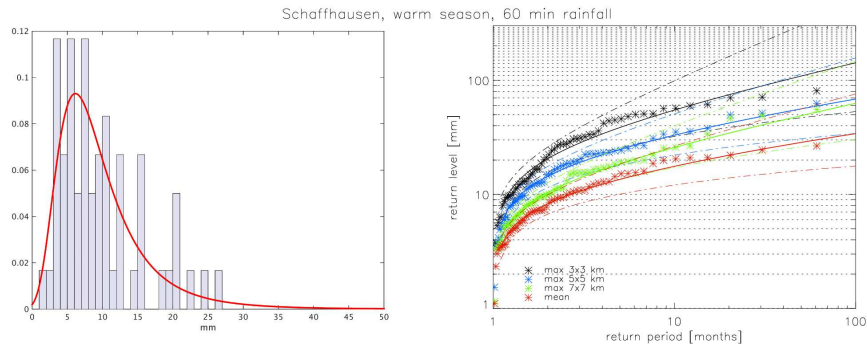 Schaffhausen, warm season, 60 min rainfall
0.12
0.1
0.08
0.06
0.04
0.02
0
0 5 10 15 20 25 30 35 40 45 50
mm
return level [mm]
100
10
1
max 3x3 km
max 5x5 km
max 7x7 km
mean
1 10 100
return period [months]